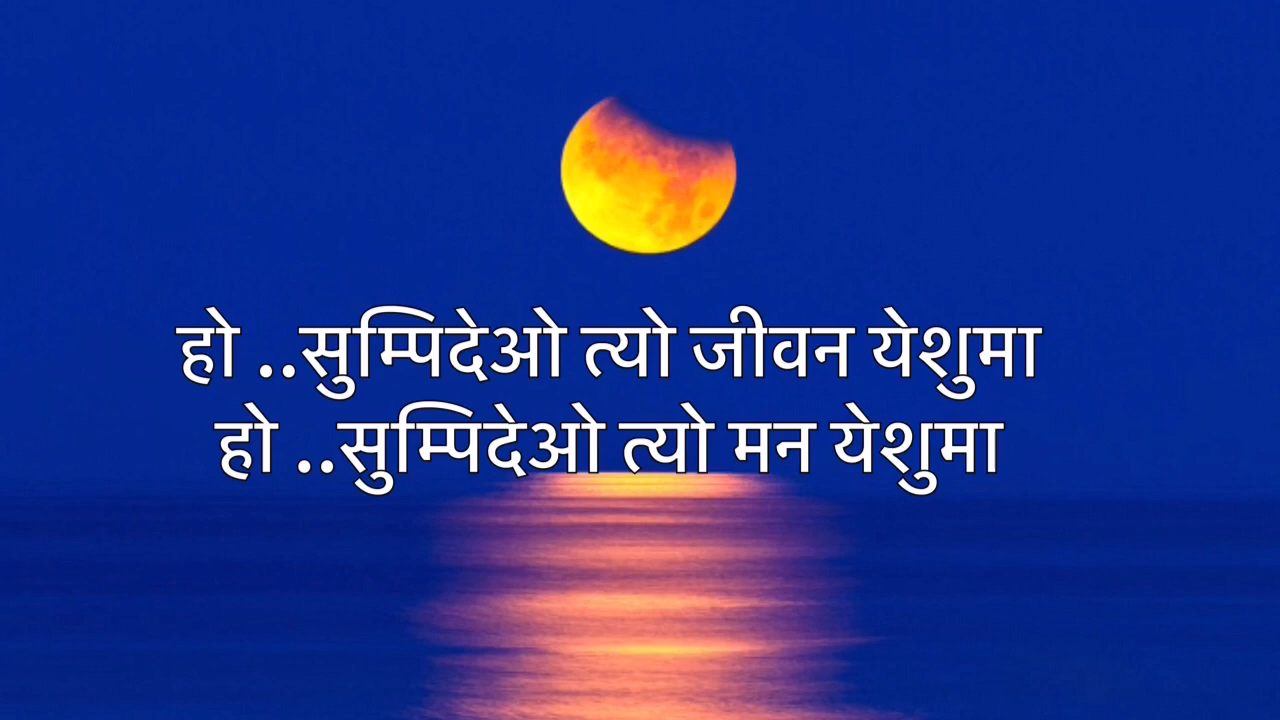 हो ..सुम्पिदेओ त्यो जीवन येशुमा
हो ..सुम्पिदेओ त्यो मन येशुमा